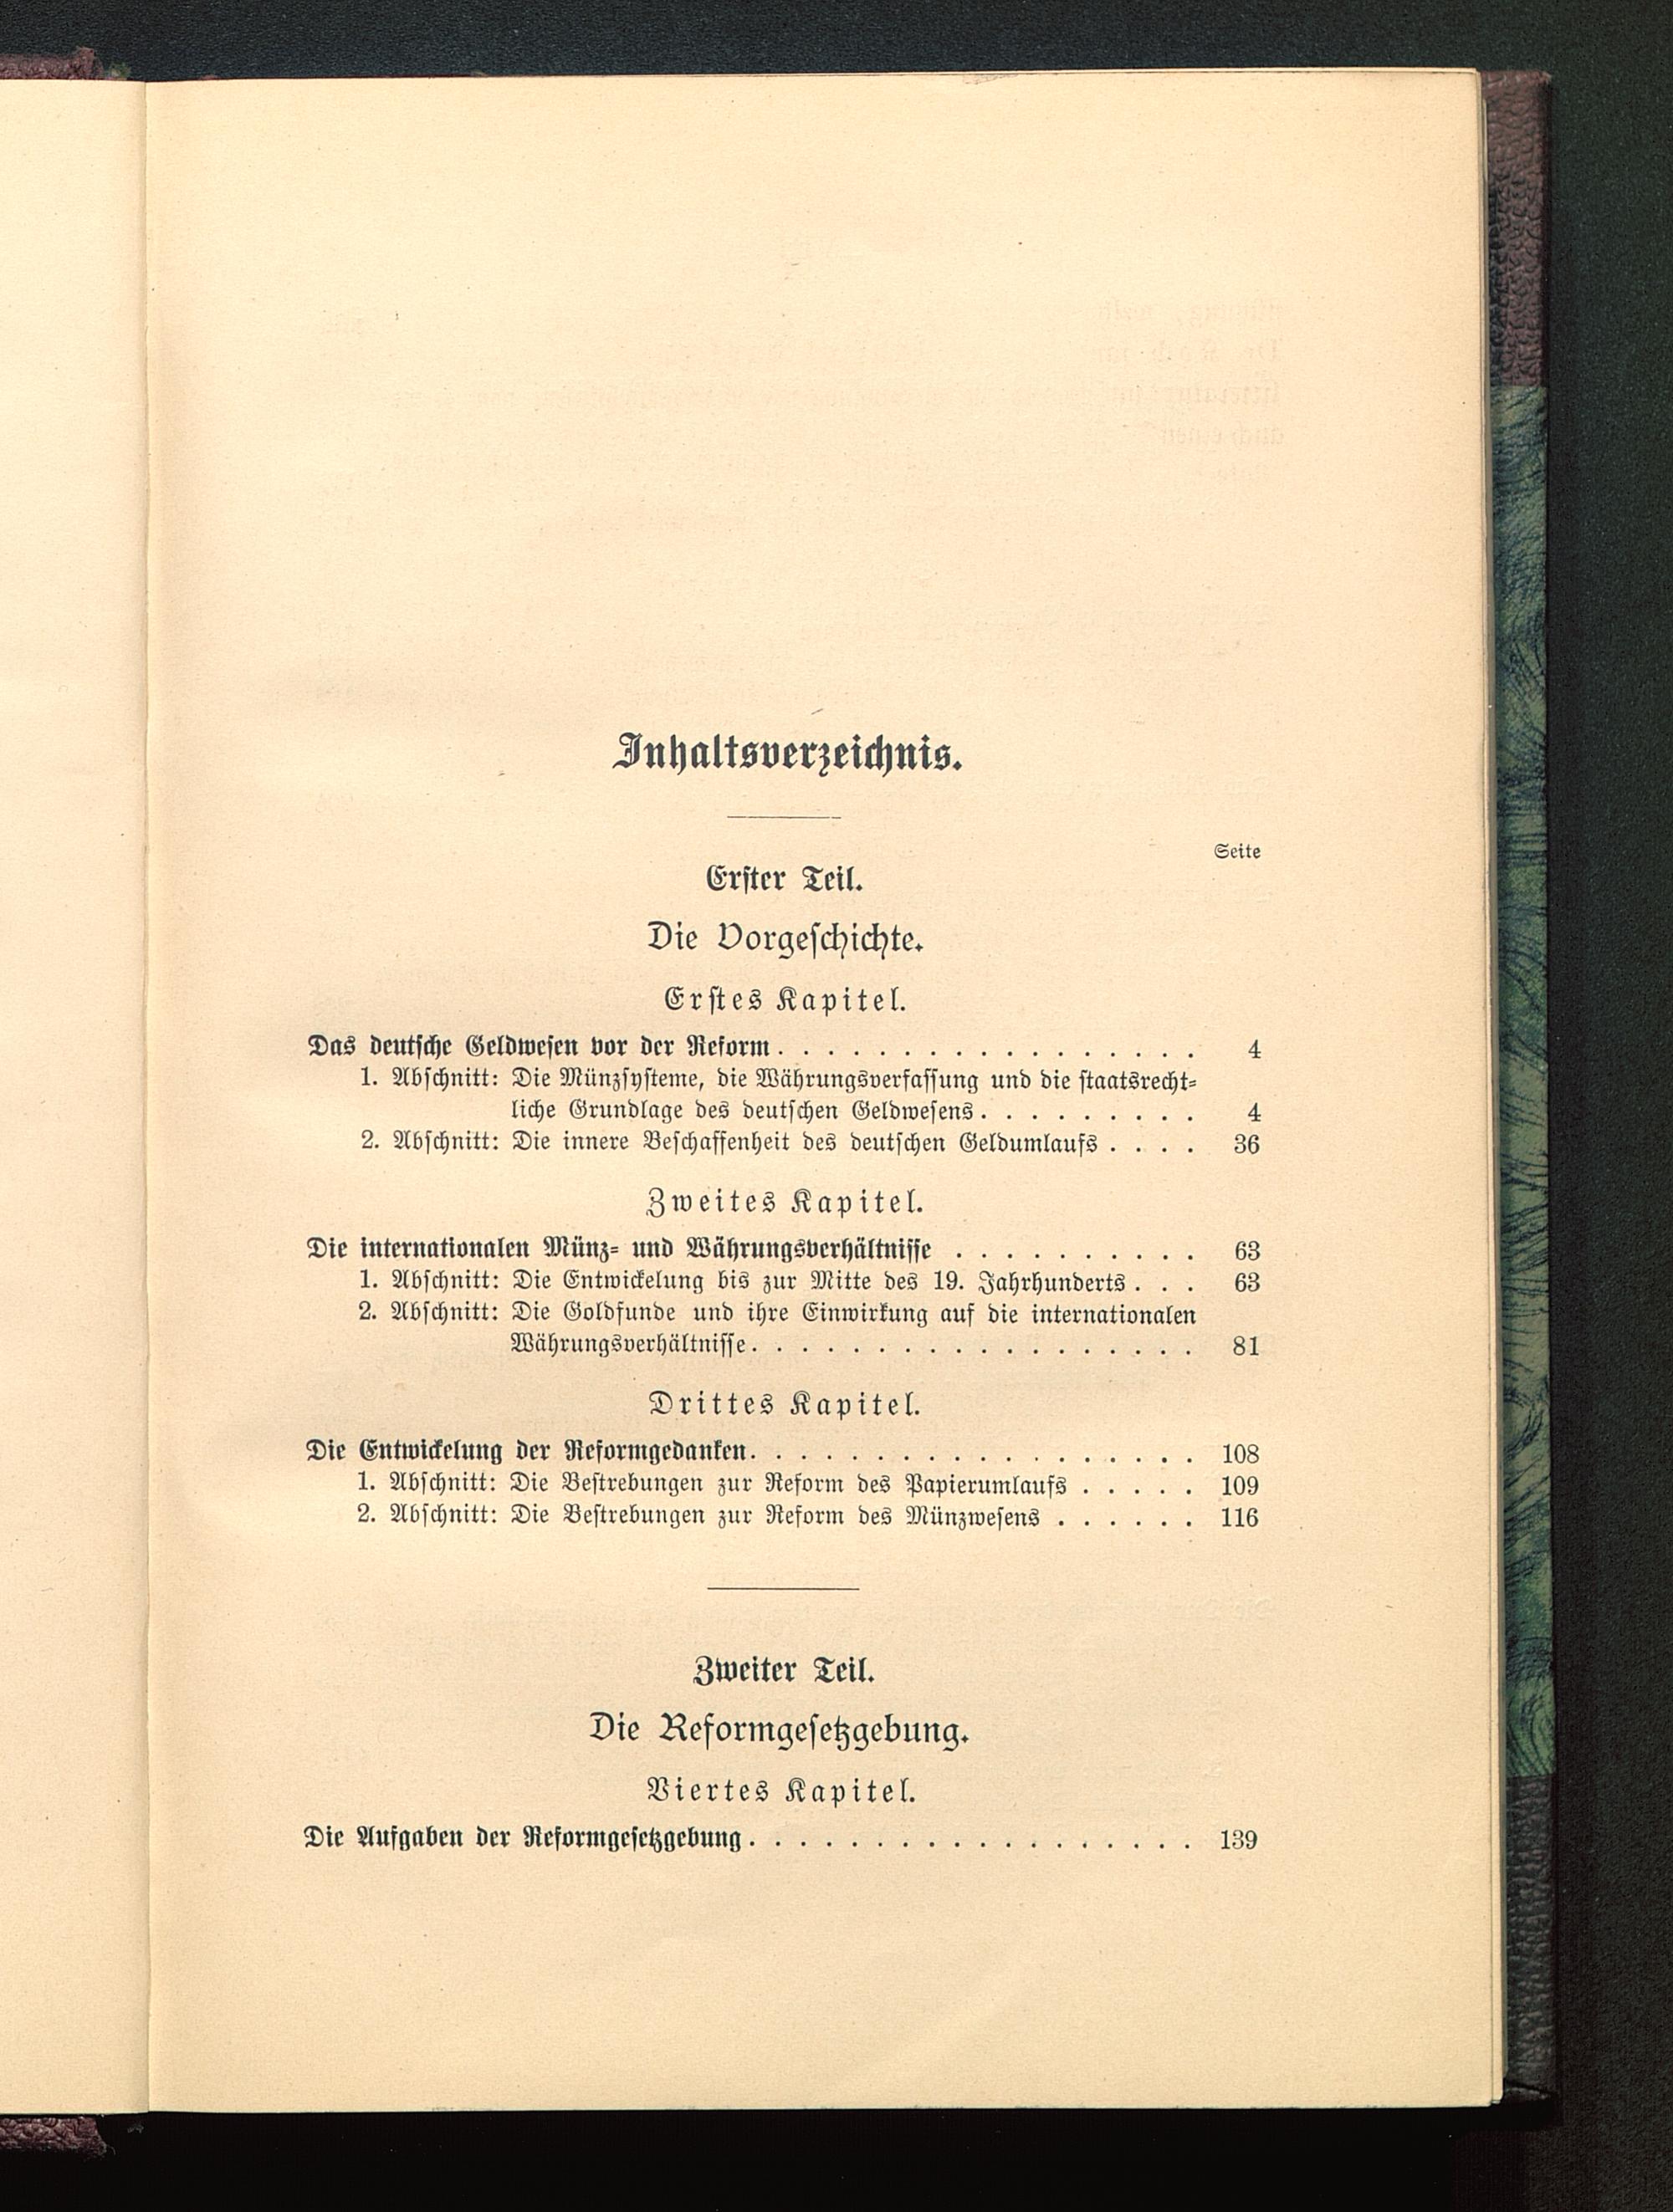 Inhaltsverzeichnis.
Seite
Erster Teil.
Die Vorgeschichte.
Erstes Kapitel.
Das deutsche Geldwesen vor der Reform . . . . . . . . . . . . . . . . . 4
1. Abschnitt: Die Münzsysteme, die Währungsverfassung und die staatsrecht-
liche Grundlage des deutschen Geldwesens . . . . . . . . . 4
2. Abschnitt: Die innere Beschaffenheit des deutschen Geldumlaufs . . . . 36
Zweites Kapitel.
Die internationalen Münz- und Währungsverhältnisse . . . . . . . . . . 63
1. Abschnitt: Die Entwickelung bis zur Mitte des 19. Jahrhunderts . . . 63
2. Abschnitt: Die Goldfunde und ihre Einwirkung auf die internationalen
Währungsverhältnisse . . . . . . . . . . . . . . . . . . 81
Drittes Kapitel.
Die Entwickelung der Reformgedanken . . . . . . . . . . . . . . . . . . 108
1. Abschnitt: Die Bestrebungen zur Reform des Papierumlaufs . . . . . 109
2. Abschnitt: Die Bestrebungen zur Reform des Münzwesens . . . . . . 116
Zweiter Teil.
Die Reformgesetzgebung.
Viertes Kapitel.
Die Aufgaben der Reformgesetzgebung . . . . . . . . . . . . . . . . . . 139